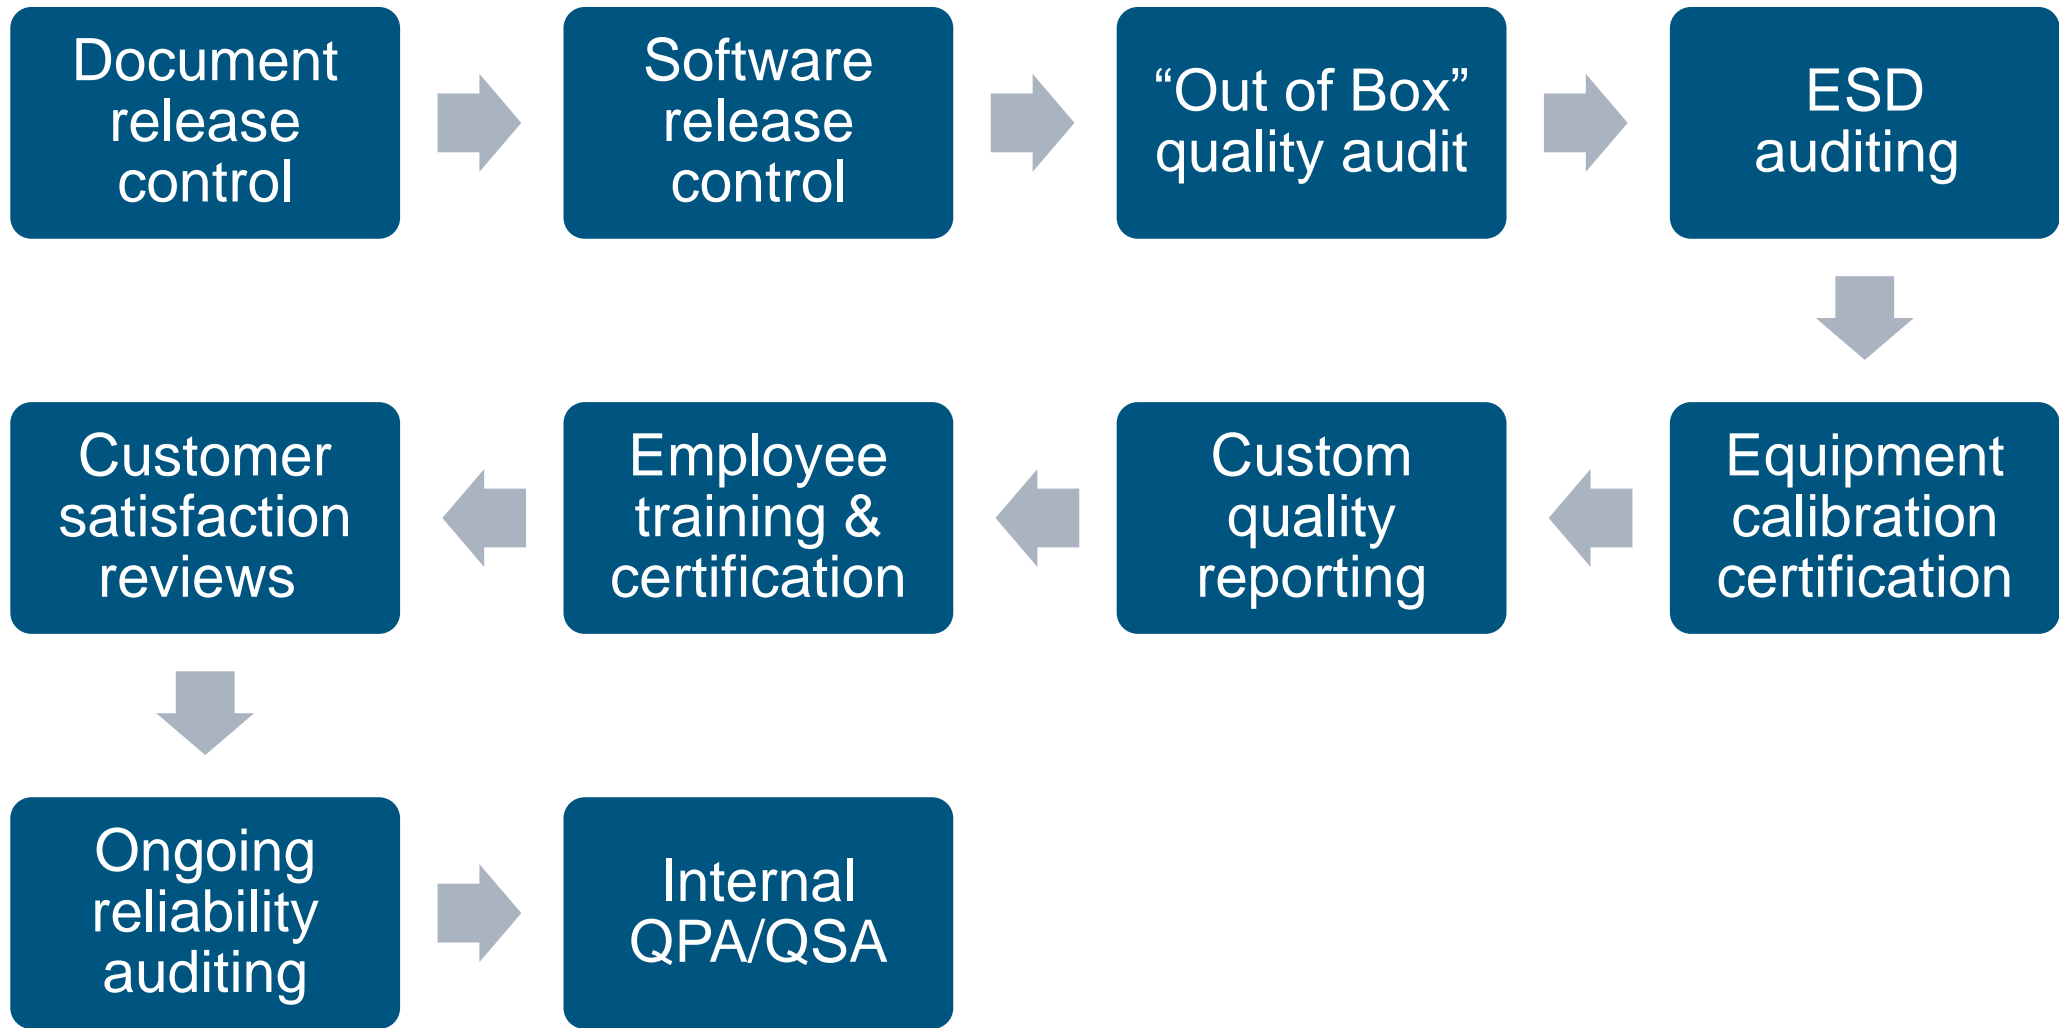 Document
release
control
Software
release
control
“Out of Box”
quality audit
ESD
auditing
Equipment
calibration
certification
Custom
quality
reporting
Employee
training &
certification
Customer
satisfaction
reviews
Ongoing
reliability
auditing
Internal
QPA/QSA